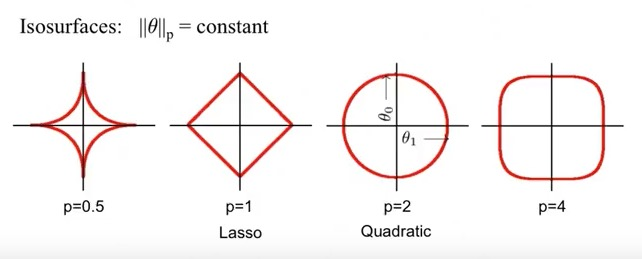 Isosurfaces: ||θ||p = constant
θ0
θ1
p=0.5
p=1
p=2
p=4
Lasso
Quadratic